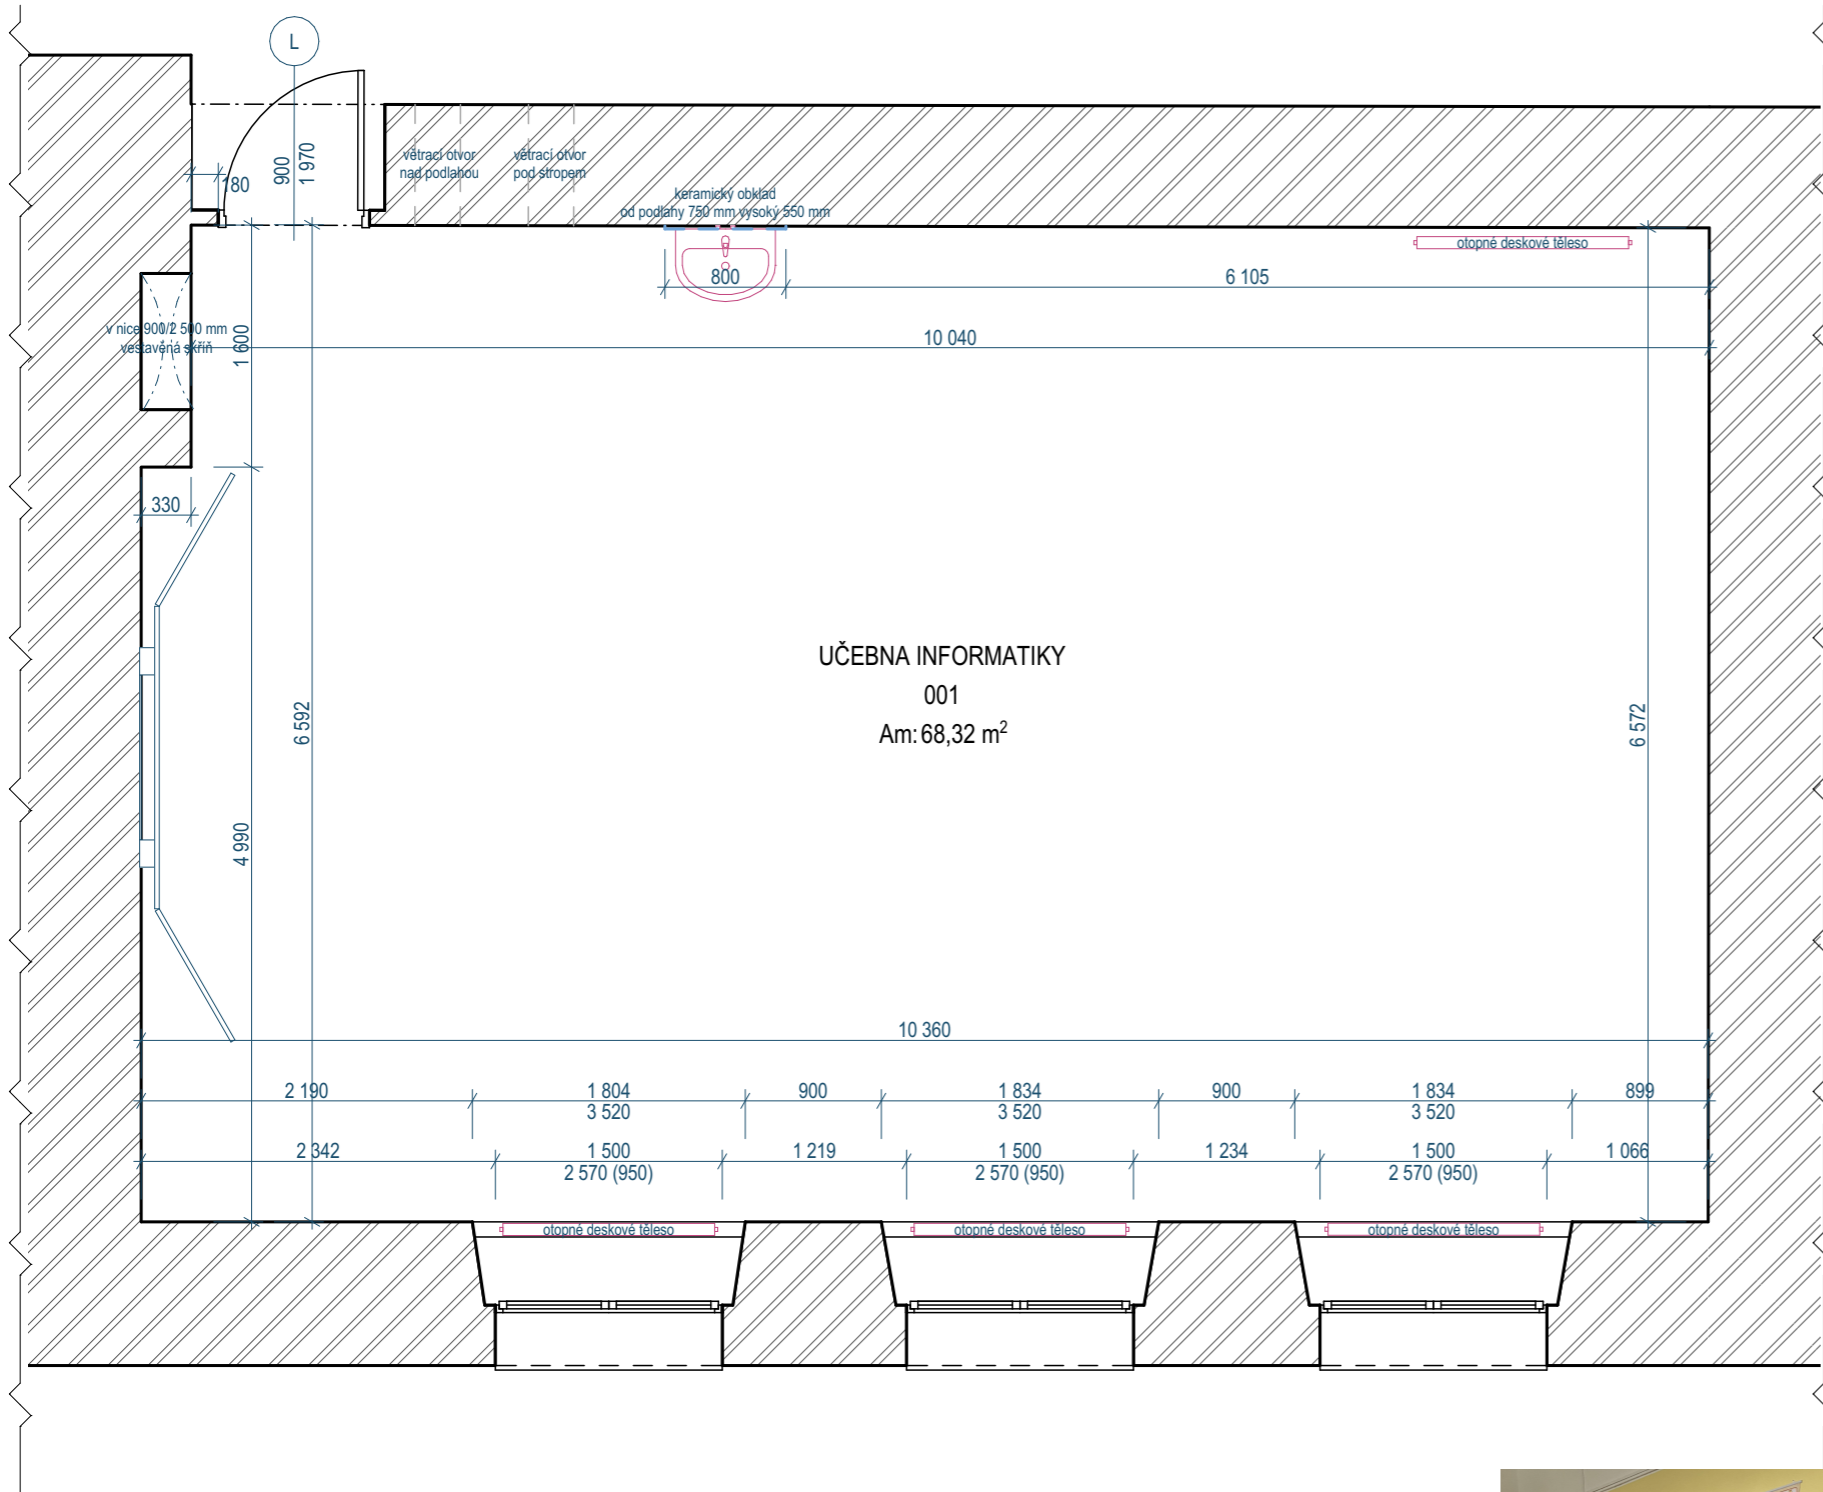 L
900
1 970
180
větrací otvor
nad podlahou
větrací otvor
pod stropem
keramický obklad
od podlahy 750 mm vysoký 550 mm
otopné deskové těleso
800
6 105
v nice 900/2 500 mm
vestavěná skříň
1 600
10 040
330
UČEBNA INFORMATIKY
001
Am: 68,32 m²
6 592
6 572
4 990
10 360
2 190
1 804
3 520
900
1 834
3 520
900
1 834
3 520
899
2 342
1 500
2 570 (950)
1 219
1 500
2 570 (950)
1 234
1 500
2 570 (950)
1 066
otopné deskové těleso
otopné deskové těleso
otopné deskové těleso